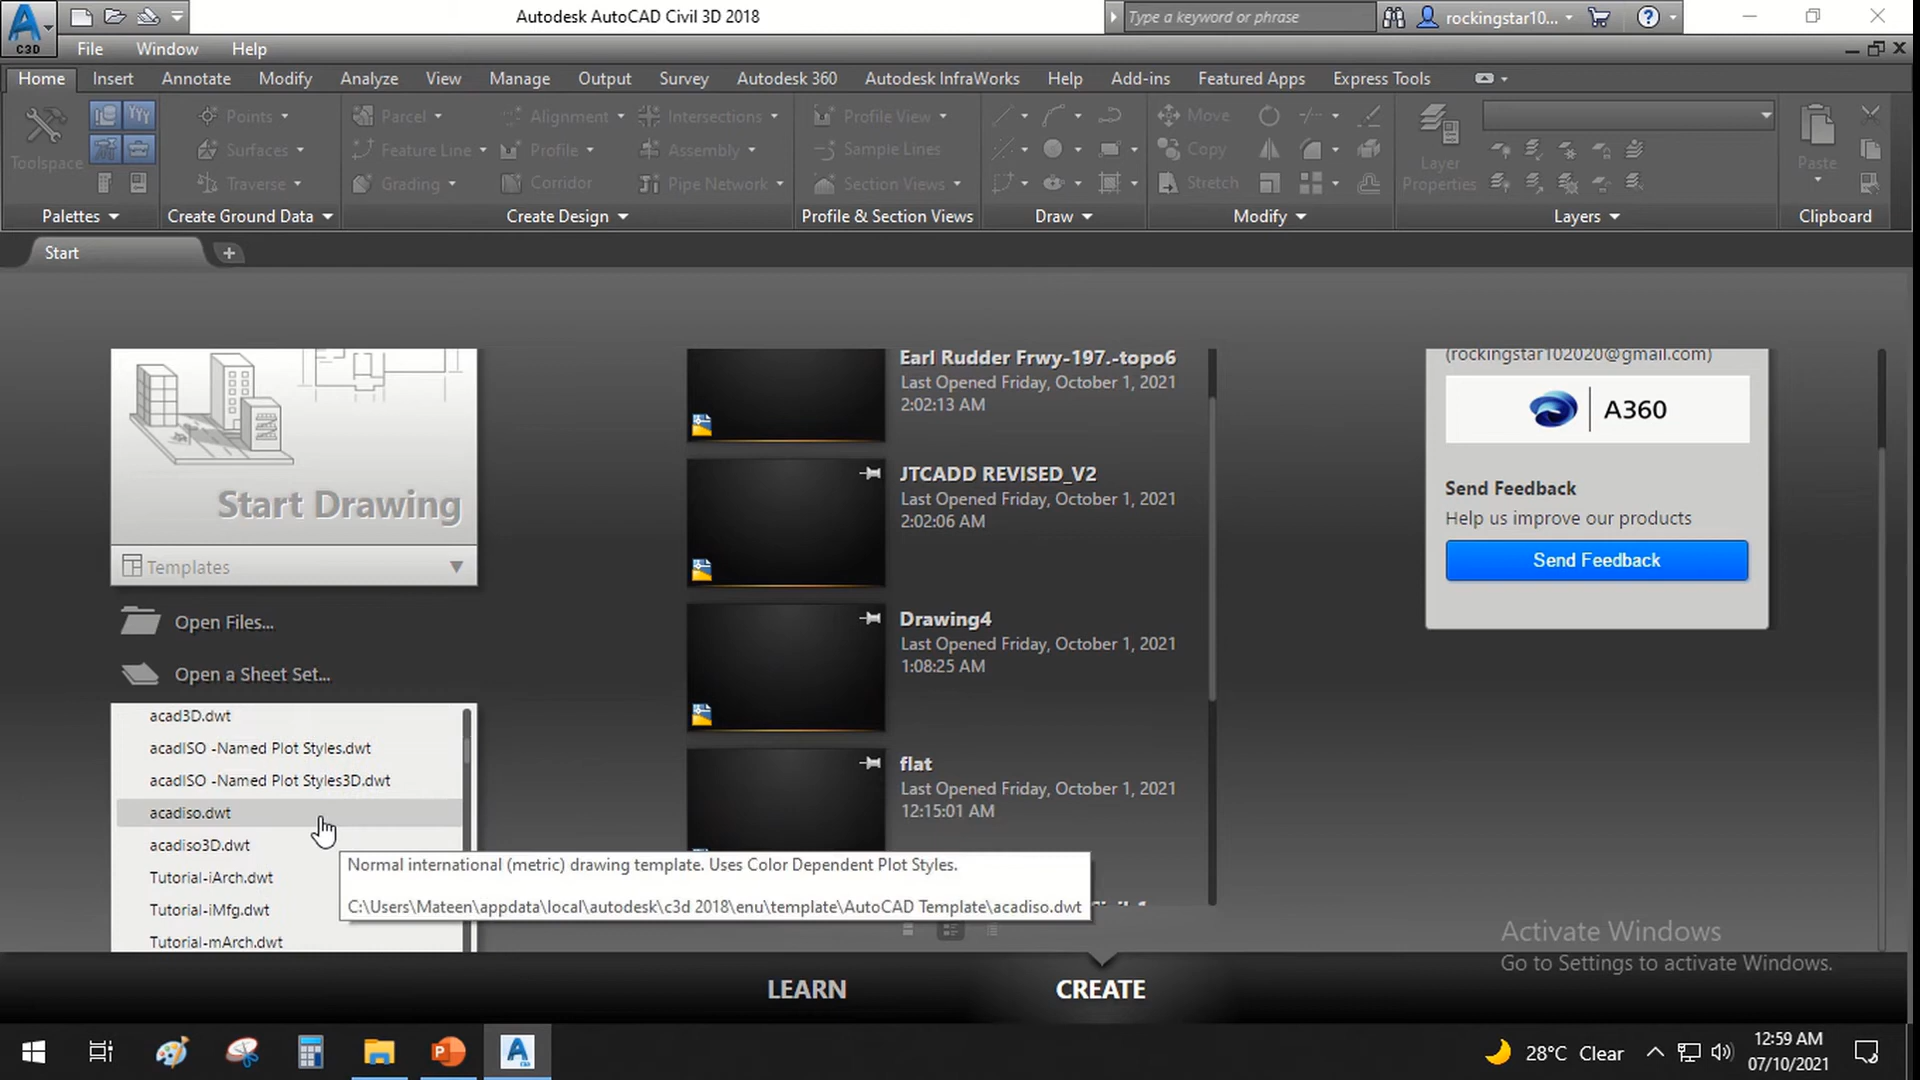 Autodesk AutoCAD Civil 3D 2018
Type a keyword or phrase
rockingstar10...
C3D
File Window Help
Home Insert Annotate Modify Analyze View Manage Output Survey Autodesk 360 Autodesk InfraWorks Help Add-ins Featured Apps Express Tools
Toolspace
Points
Surfaces
Traverse
Parcel
Feature Line
Grading
Alignment
Profile
Corridor
Intersections
Assembly
Pipe Network
Profile View
Sample Lines
Section Views
Move
Copy
Stretch
Layer
Properties
Paste
Palettes Create Ground Data Create Design Profile & Section Views Draw Modify Layers Clipboard
Start
Start Drawing
Templates
Open Files...
Open a Sheet Set...
acad3D.dwt
acadISO -Named Plot Styles.dwt
acadISO -Named Plot Styles3D.dwt
acadiso.dwt
acadiso3D.dwt
Tutorial-iArch.dwt
Tutorial-iMfg.dwt
Tutorial-mArch.dwt
Normal international (metric) drawing template. Uses Color Dependent Plot Styles.
C:\Users\Mateen\appdata\local\autodesk\c3d 2018\enu\template\AutoCAD Template\acadiso.dwt
Earl Rudder Frwy-197.-topo6
Last Opened Friday, October 1, 2021
2:02:13 AM
JTCADD REVISED_V2
Last Opened Friday, October 1, 2021
2:02:06 AM
Drawing4
Last Opened Friday, October 1, 2021
1:08:25 AM
flat
Last Opened Friday, October 1, 2021
12:15:01 AM
(rockingstar102020@gmail.com)
A360
Send Feedback
Help us improve our products
Send Feedback
Activate Windows
Go to Settings to activate Windows.
LEARN CREATE
28°C Clear
12:59 AM
07/10/2021